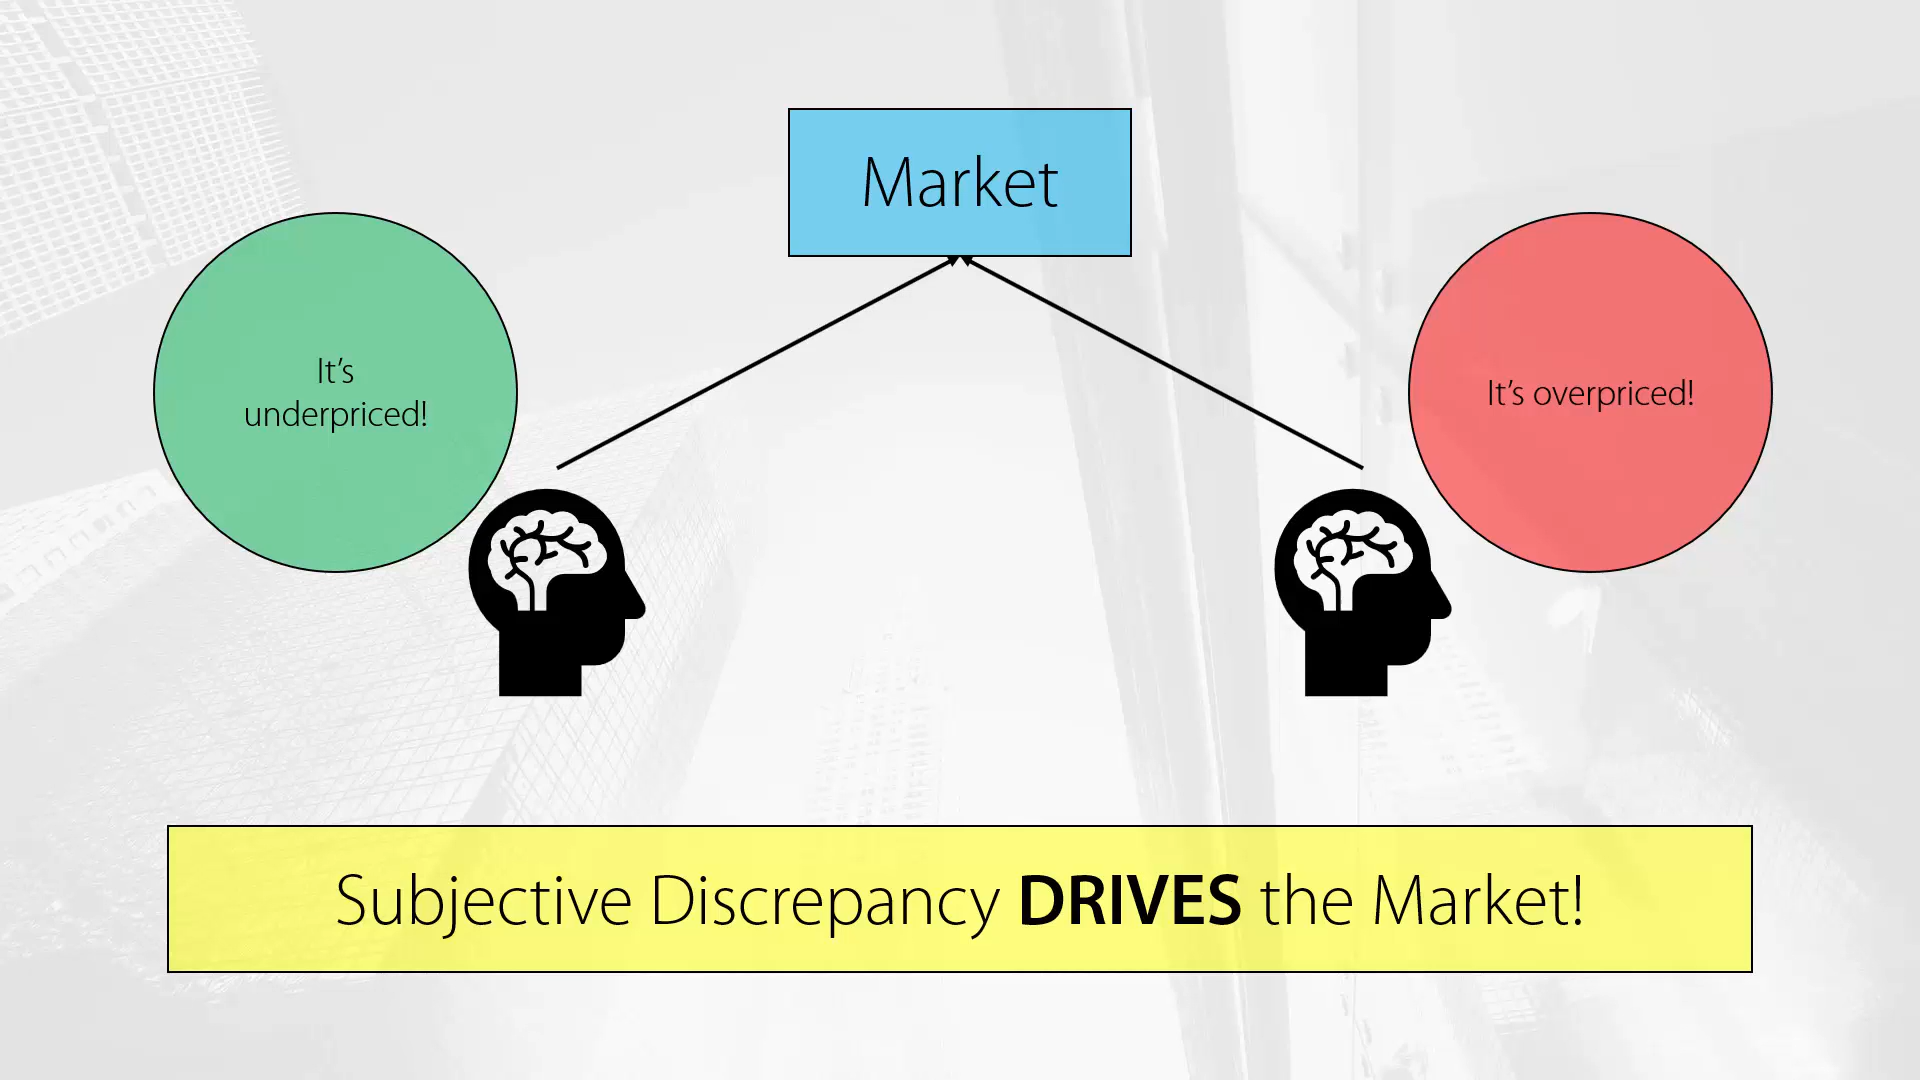 Market
It’s
underpriced!
It’s overpriced!
Subjective Discrepancy DRIVES the Market!